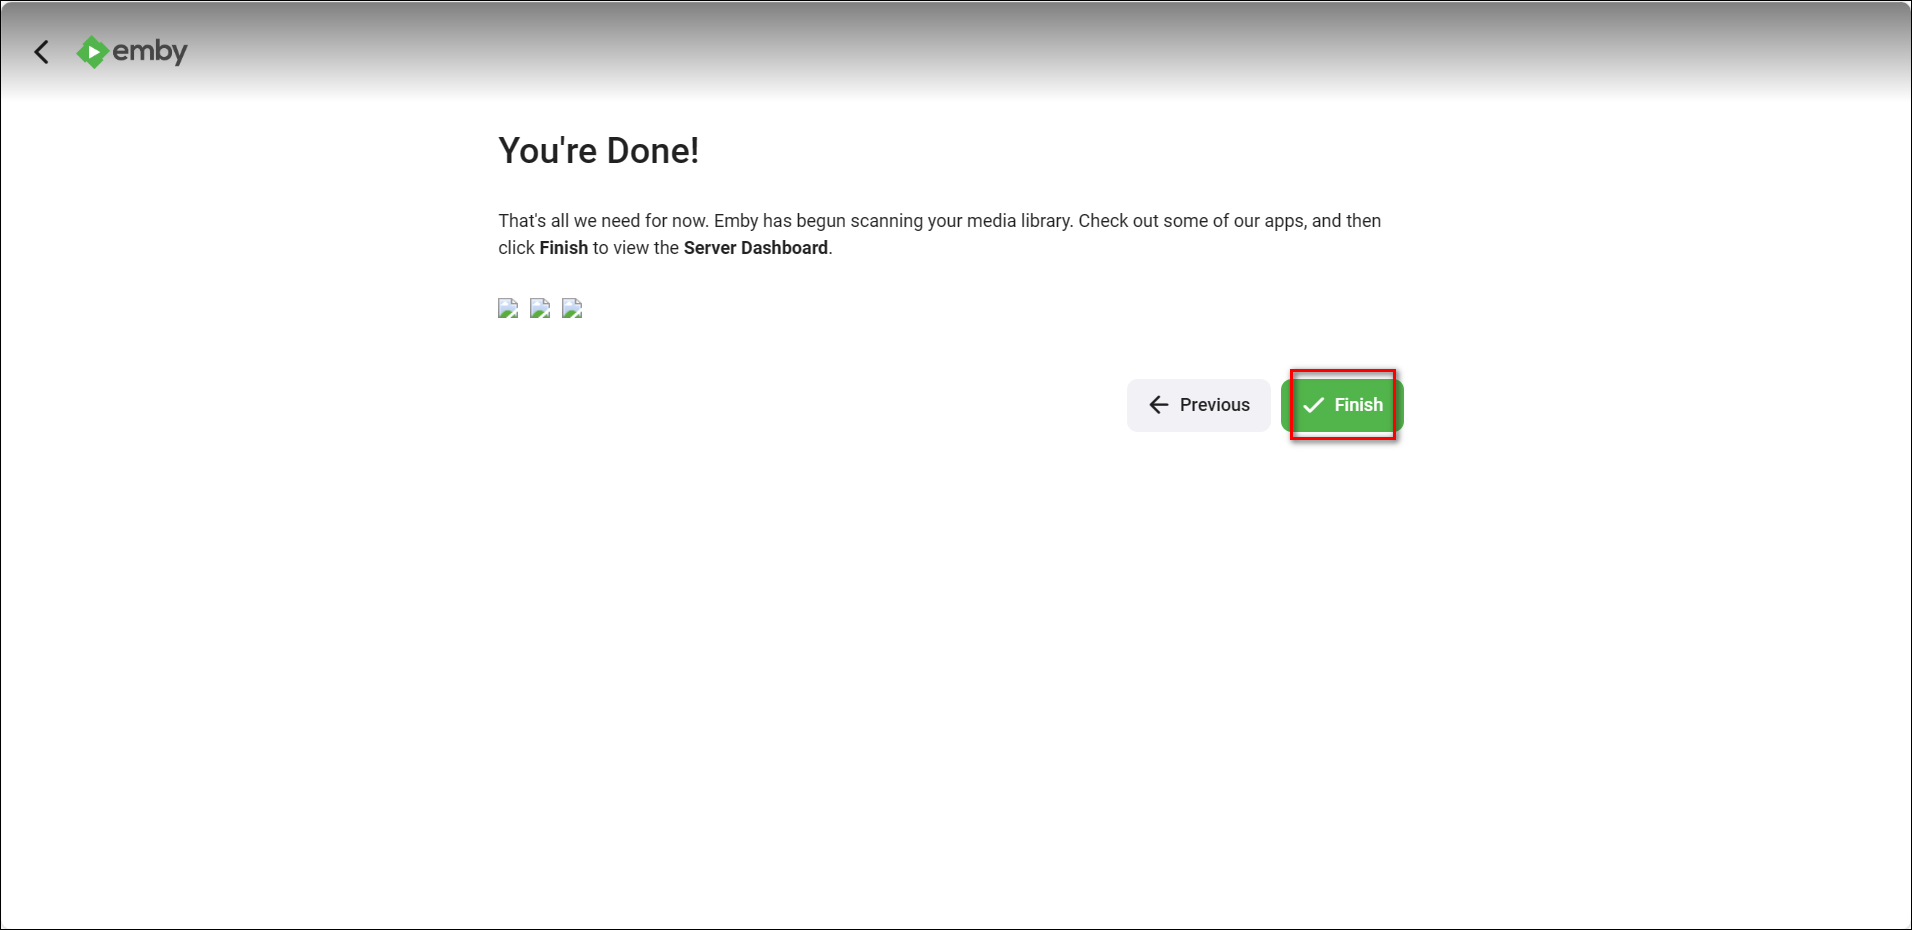 emby
You're Done!
That's all we need for now. Emby has begun scanning your media library. Check out some of our apps, and then
click Finish to view the Server Dashboard.
Previous
Finish